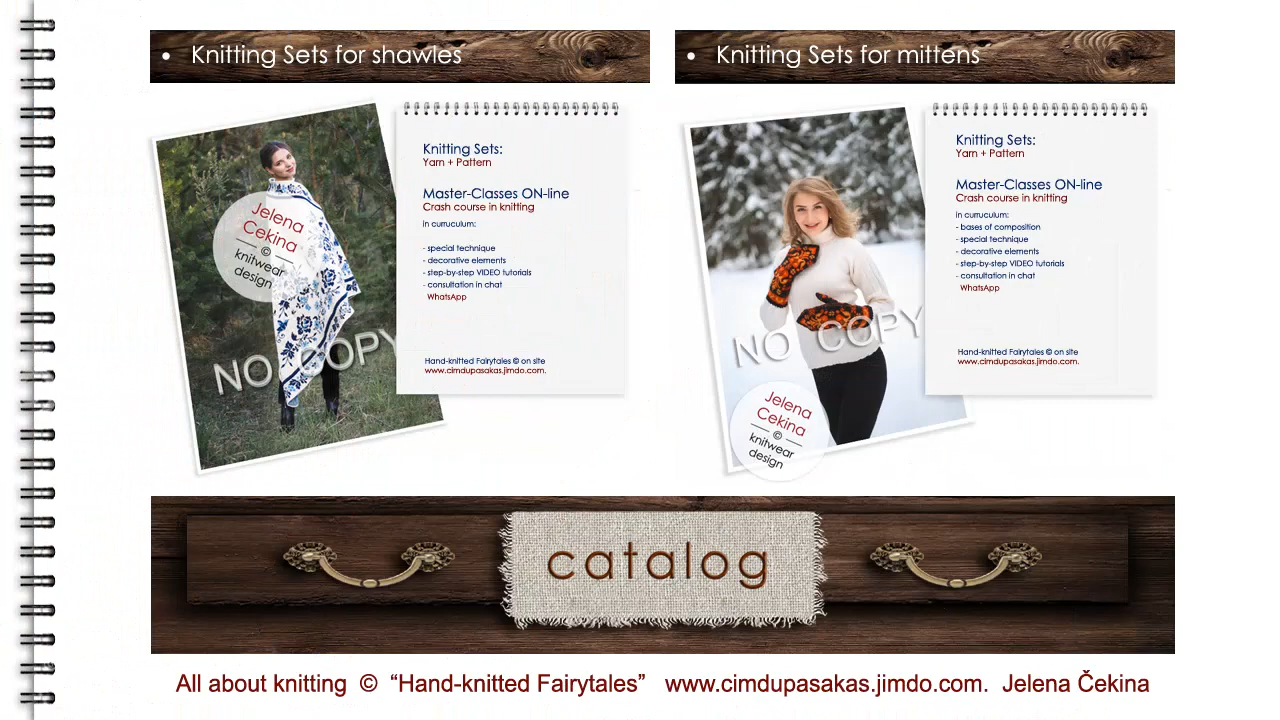 • Knitting Sets for shawles
Jelena
Cekina
©
knitwear
design
NO COPY
Knitting Sets:
Yarn + Pattern
Master-Classes ON-line
Crash course in knitting
in curruculum:
- special technique
- decorative elements
- step-by-step VIDEO tutorials
- consultation in chat
WhatsApp
Hand-knitted Fairytales © on site
www.cimdupasakas.jimdo.com.
• Knitting Sets for mittens
NO COPY
Jelena
Cekina
©
knitwear
design
Knitting Sets:
Yarn + Pattern
Master-Classes ON-line
Crash course in knitting
in curruculum:
- bases of composition
- special technique
- decorative elements
- step-by-step VIDEO tutorials
- consultation in chat
WhatsApp
Hand-knitted Fairytales © on site
www.cimdupasakas.jimdo.com.
catalog
All about knitting © “Hand-knitted Fairytales” www.cimdupasakas.jimdo.com. Jelena Čekina